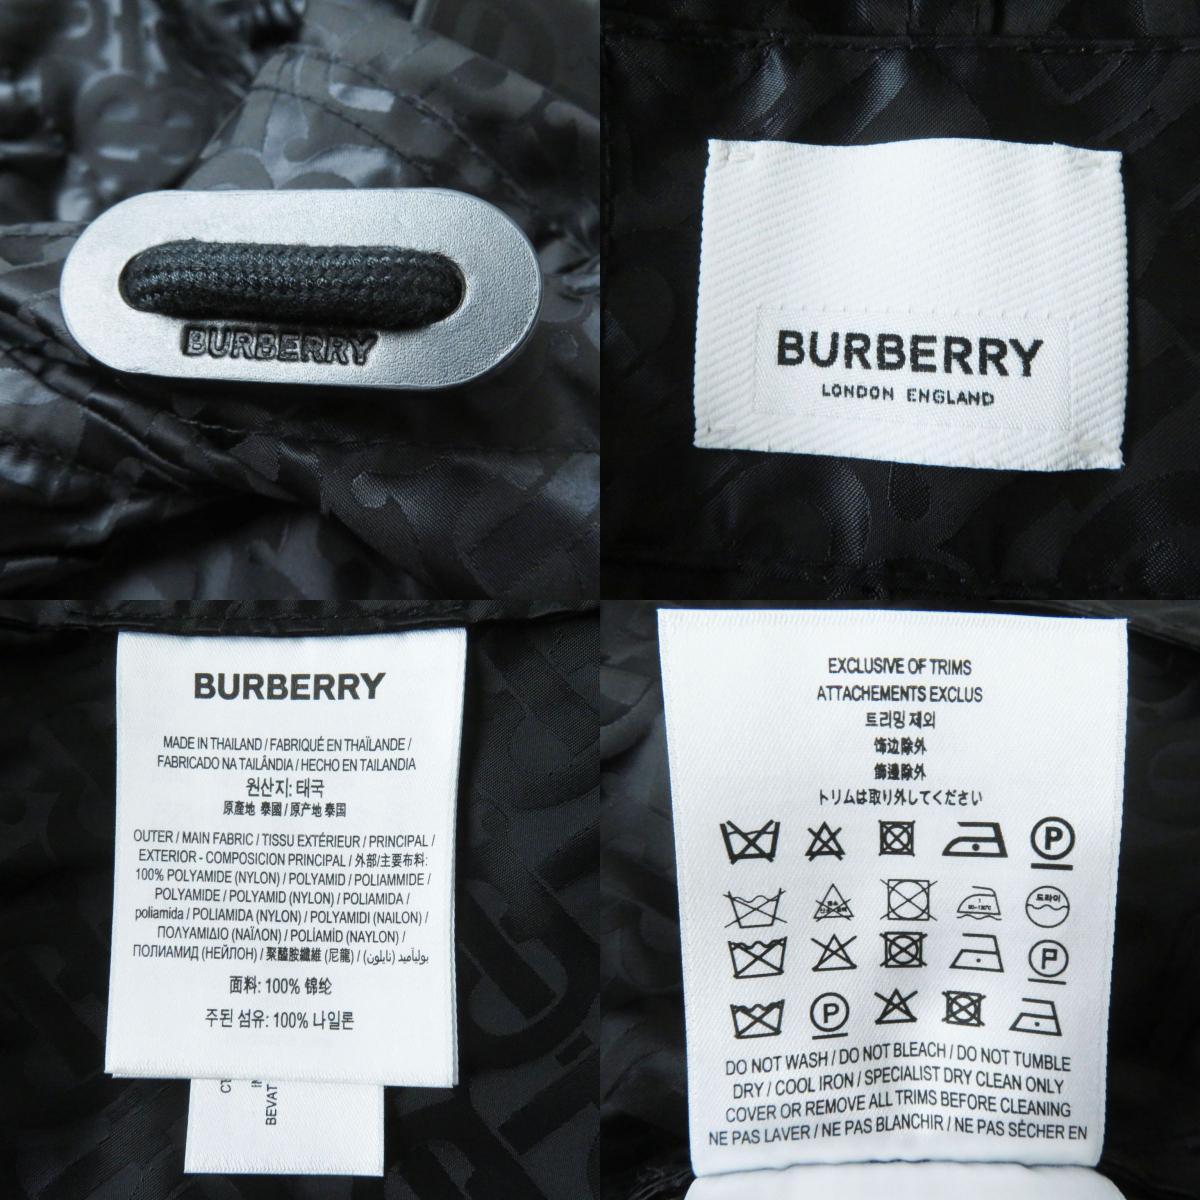 BURBERRY
BURBERRY
LONDON ENGLAND
BURBERRY
MADE IN THAILAND / FABRIQUÉ EN THAÏLANDE /
FABRICADO NA TAILÂNDIA / HECHO EN TAILANDIA
원산지: 태국
原產地 泰國 / 原产地 泰国
OUTER / MAIN FABRIC / TISSU EXTÉRIEUR / PRINCIPAL /
EXTERIOR - COMPOSICION PRINCIPAL / 外部/主要布料:
100% POLYAMIDE (NYLON) / POLYAMID / POLIAMMIDE /
POLYAMIDE / POLYAMID (NYLON) / POLIAMIDA /
poliamida / POLIAMIDA (NYLON) / POLYAMIDI (NAILON) /
ΠΟΛΥΑΜΙΔΙΟ (ΝΑΪΛΟΝ) / POLÍAMÍD (NAYLON) /
ПОЛИАМИД (НЕЙЛОН) / 聚醯胺纖維 (尼龍) / بوليأميد (نايلون)
面料: 100% 锦纶
주된 섬유: 100% 나일론
BEVAT
EXCLUSIVE OF TRIMS
ATTACHEMENTS EXCLUS
트리밍 제외
饰边除外
飾邊除外
トリムは取り外してください
P
드라이
P
P
DO NOT WASH / DO NOT BLEACH / DO NOT TUMBLE
DRY / COOL IRON / SPECIALIST DRY CLEAN ONLY
COVER OR REMOVE ALL TRIMS BEFORE CLEANING
NE PAS LAVER / NE PAS BLANCHIR / NE PAS SÉCHER EN